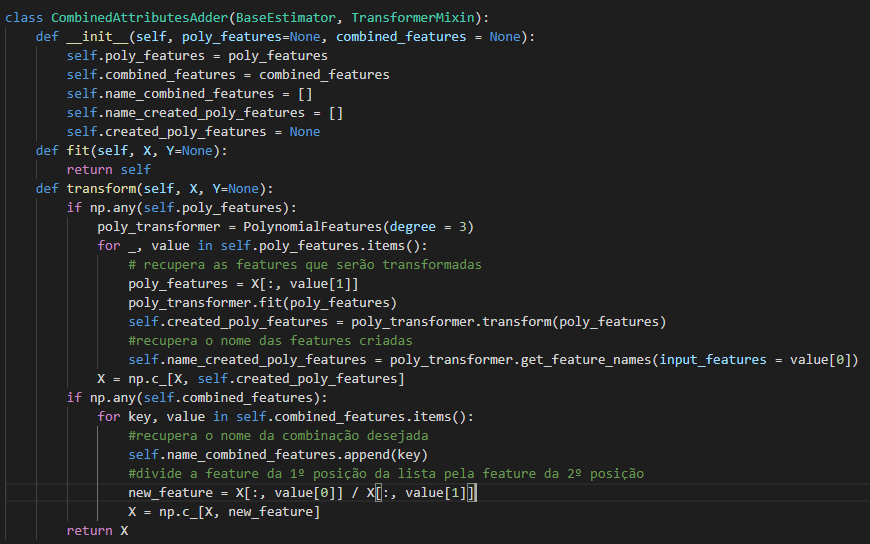 class CombinedAttributesAdder(BaseEstimator, TransformerMixin):
    def __init__(self, poly_features=None, combined_features = None):
        self.poly_features = poly_features
        self.combined_features = combined_features
        self.name_combined_features = []
        self.name_created_poly_features = []
        self.created_poly_features = None
    def fit(self, X, Y=None):
        return self
    def transform(self, X, Y=None):
        if np.any(self.poly_features):
            poly_transformer = PolynomialFeatures(degree = 3)
            for _, value in self.poly_features.items():
                # recupera as features que serão transformadas
                poly_features = X[:, value[1]]
                poly_transformer.fit(poly_features)
                self.created_poly_features = poly_transformer.transform(poly_features)
                #recupera o nome das features criadas
                self.name_created_poly_features = poly_transformer.get_feature_names(input_features = value[0])
            X = np.c_[X, self.created_poly_features]
        if np.any(self.combined_features):
            for key, value in self.combined_features.items():
                #recupera o nome da combinação desejada
                self.name_combined_features.append(key)
                #divide a feature da 1º posição da lista pela feature da 2º posição
                new_feature = X[:, value[0]] / X[:, value[1]]
                X = np.c_[X, new_feature]
        return X